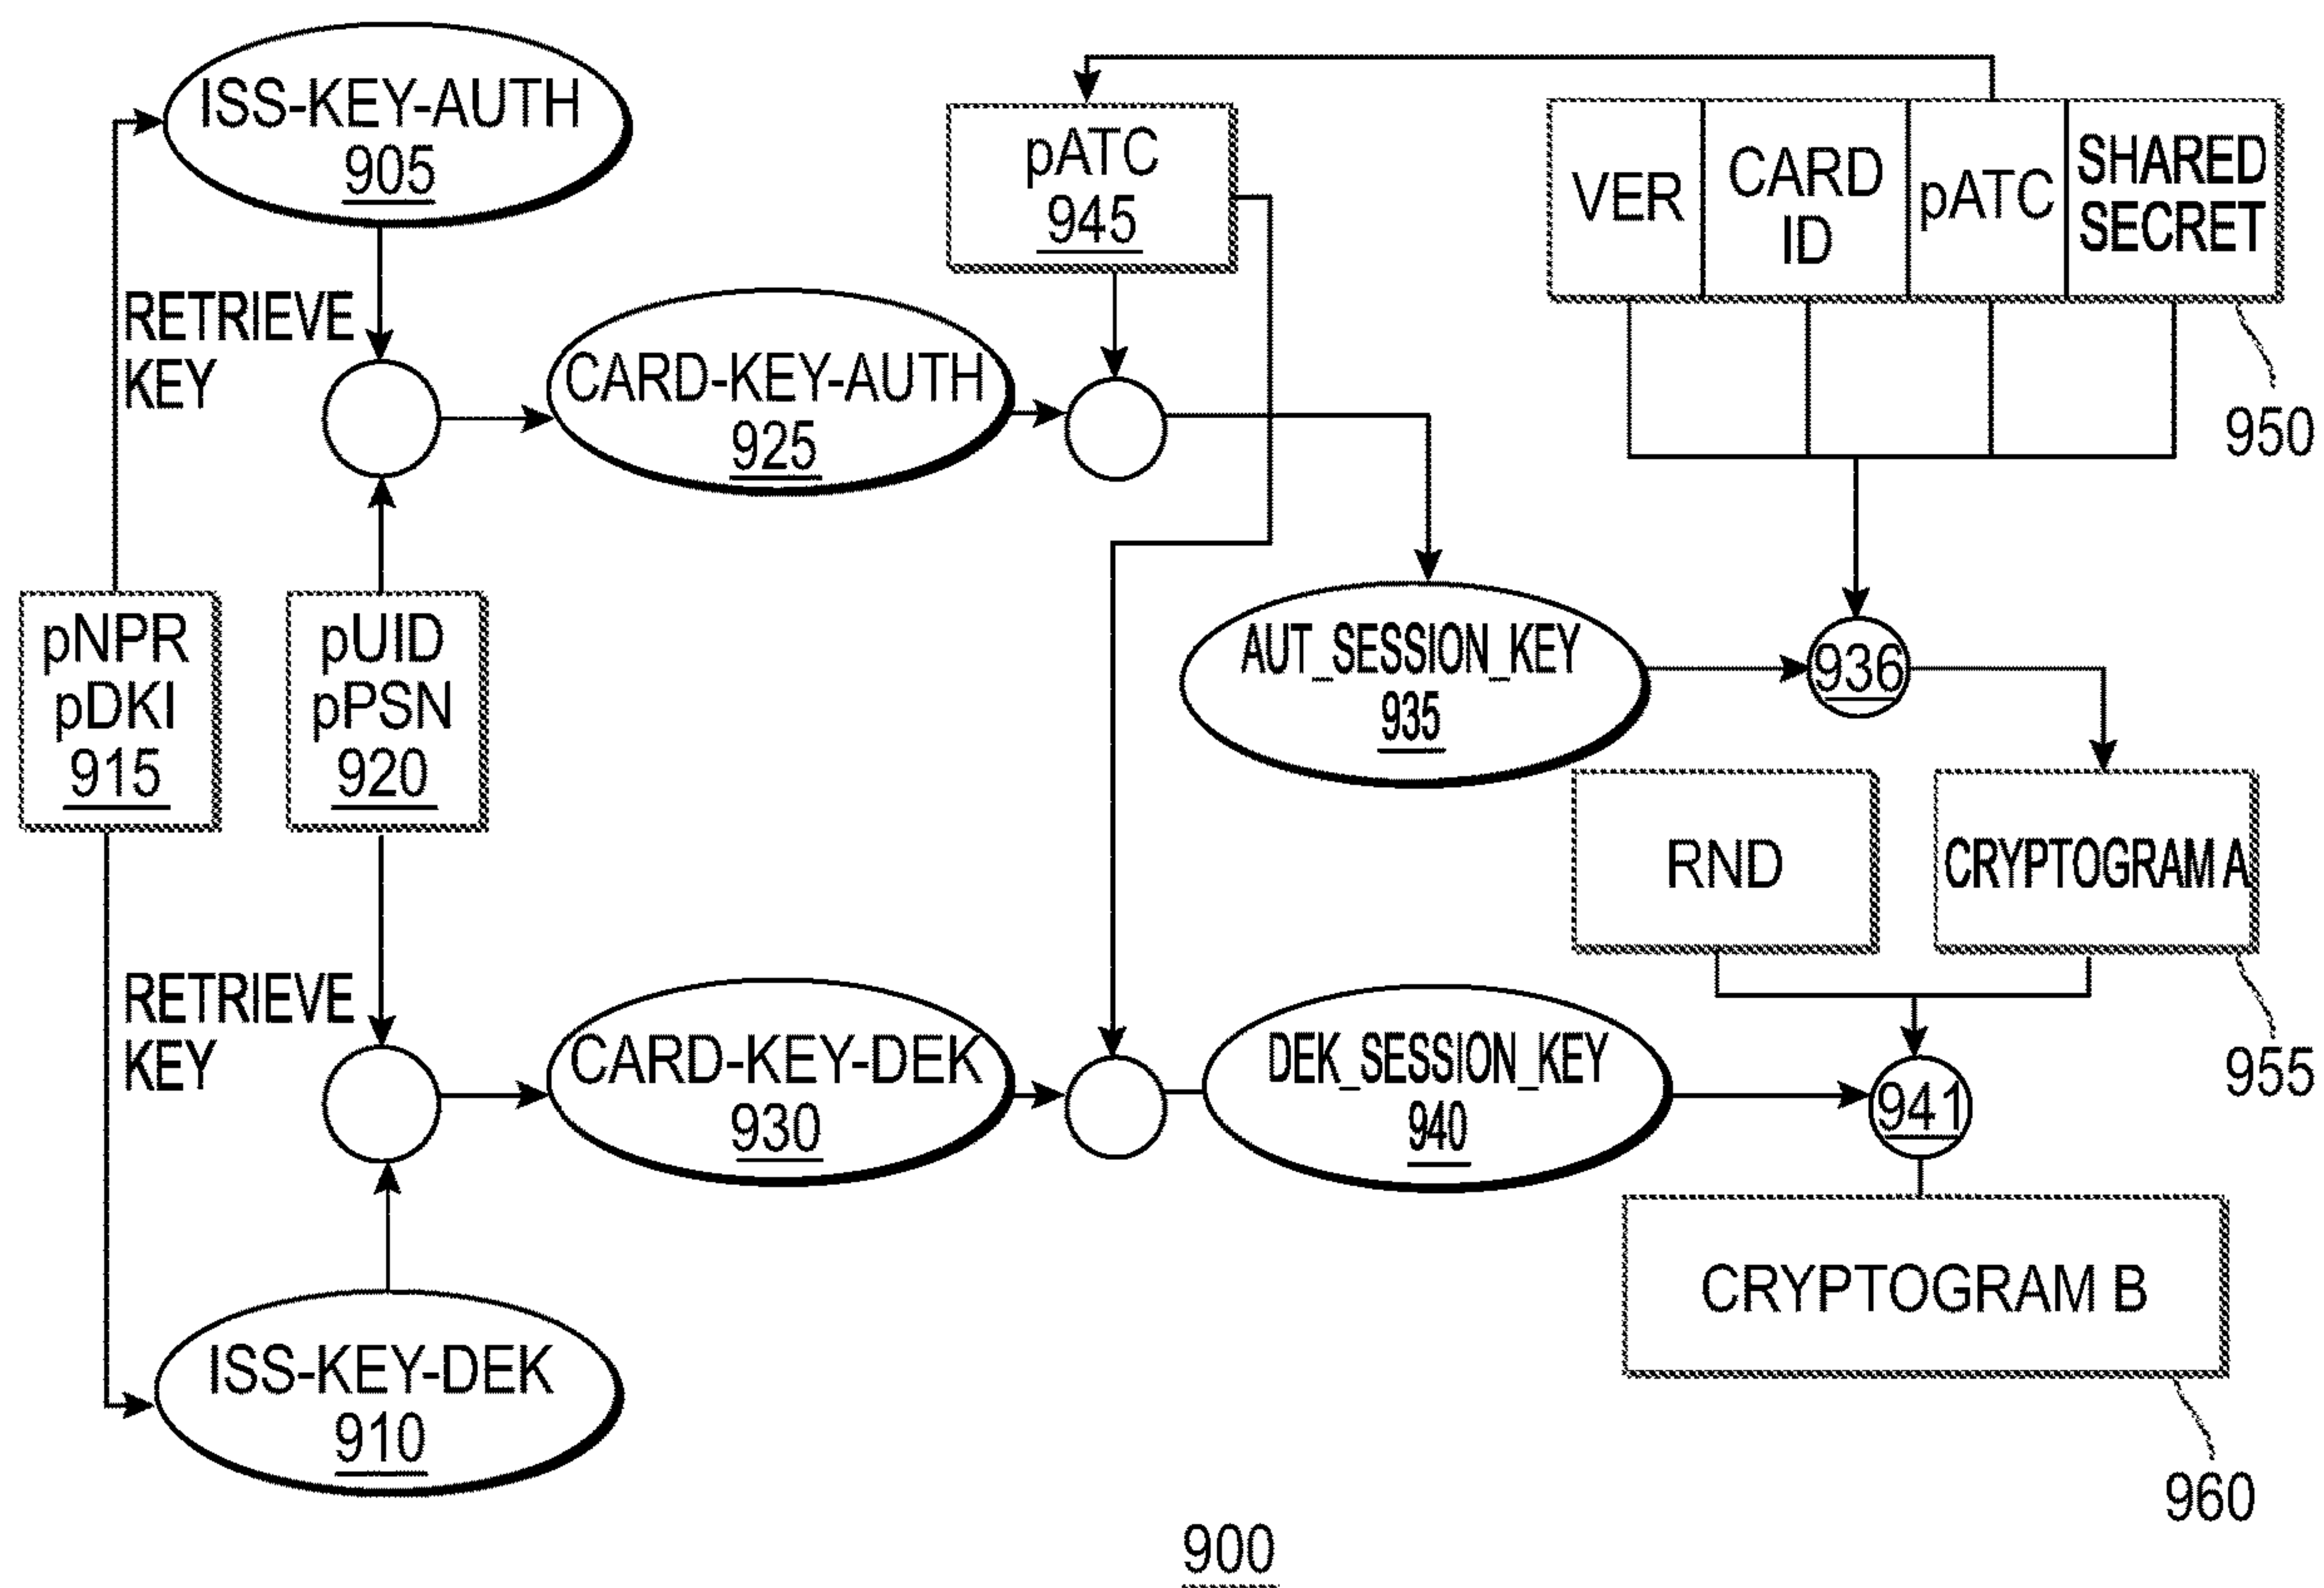 ISS-KEY-AUTH
905
RETRIEVE
KEY
pATC
945
VER
CARD
ID
pATC
SHARED
SECRET
950
CARD-KEY-AUTH
925
pNPR
pDKI
915
pUID
pPSN
920
AUT_SESSION_KEY
935
936
RND
CRYPTOGRAM A
955
RETRIEVE
KEY
CARD-KEY-DEK
930
DEK_SESSION_KEY
940
941
CRYPTOGRAM B
960
ISS-KEY-DEK
910
900